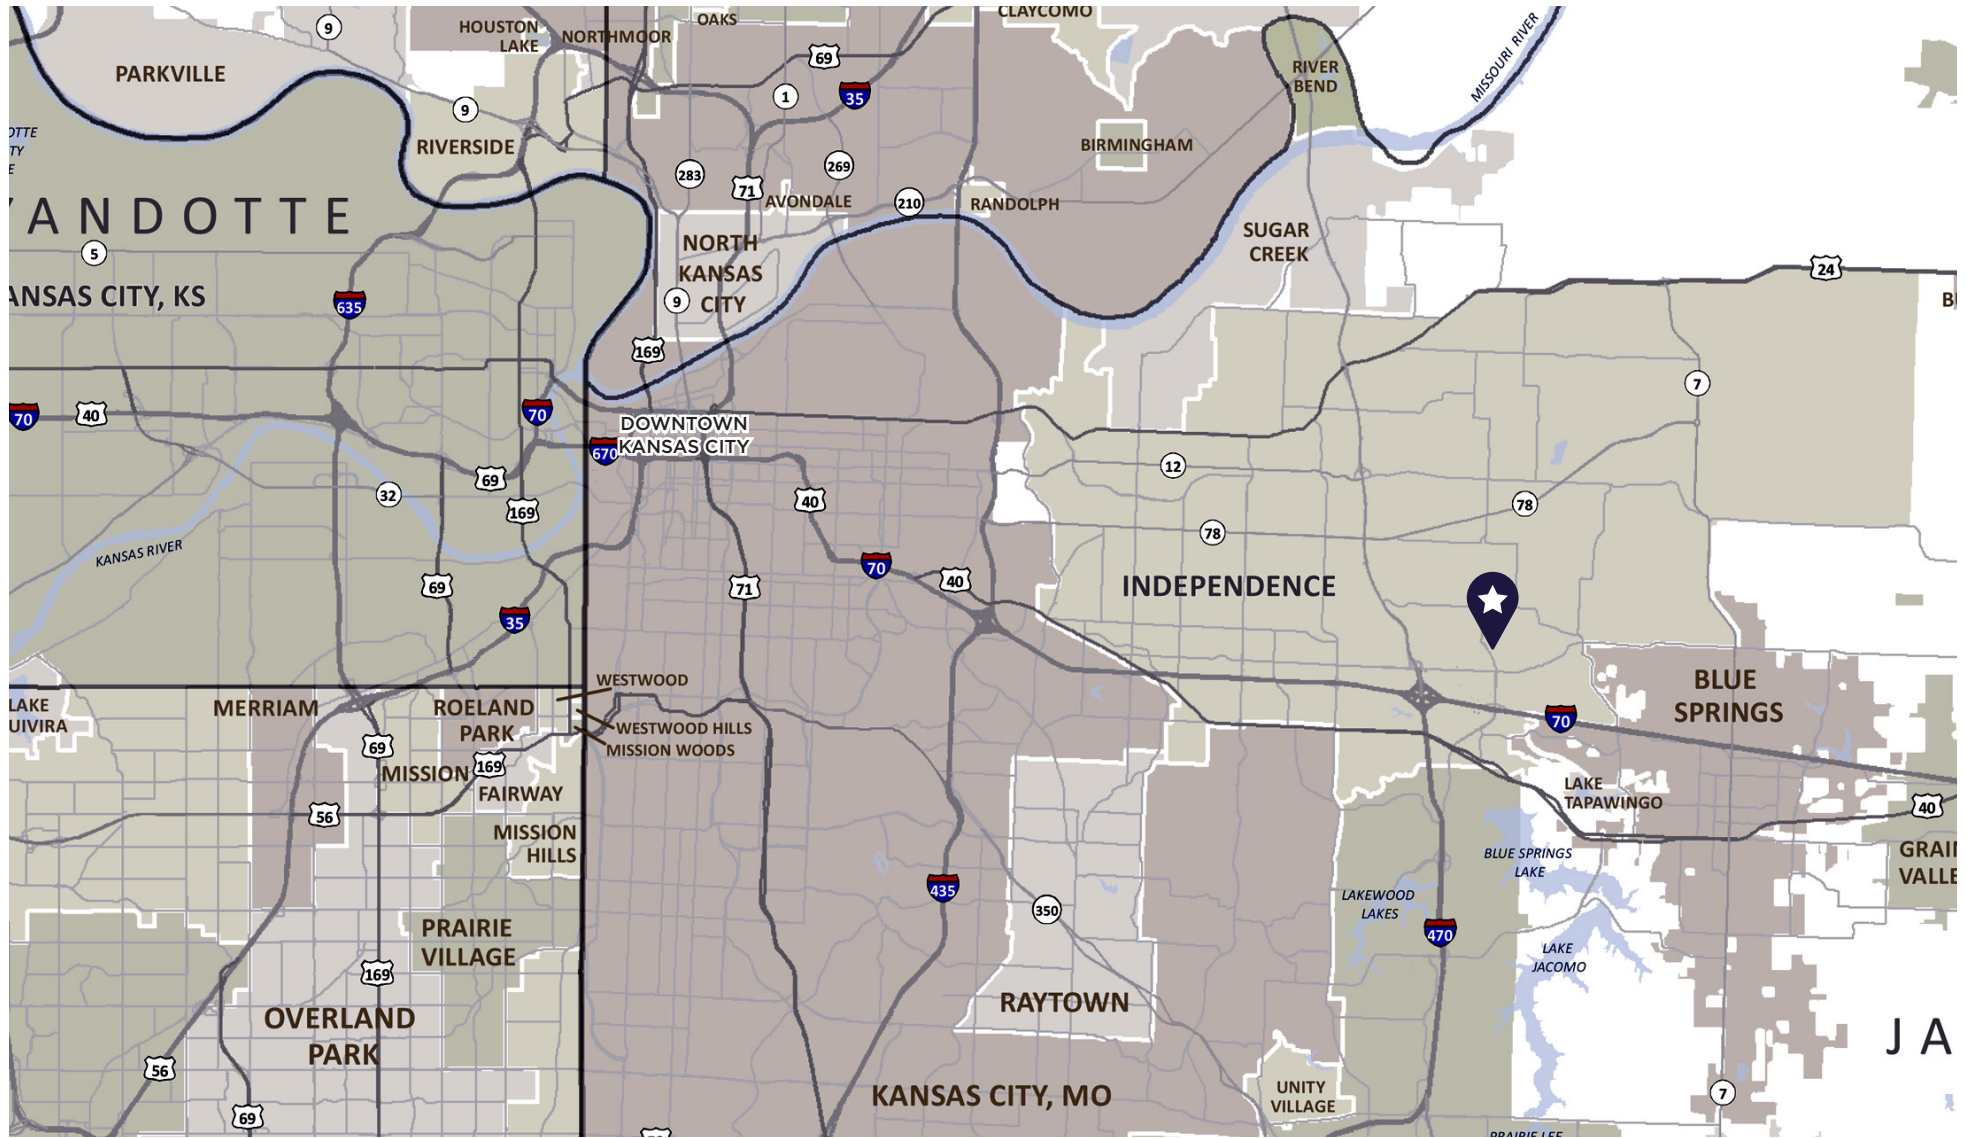 CLAYCOMO
OAKS
HOUSTON
LAKE
NORTHMOOR
9
69
PARKVILLE
RIVER
BEND
MISSOURI RIVER
1
35
9
RIVERSIDE
BIRMINGHAM
283
269
71
AVONDALE
210
RANDOLPH
YANDOTTE
5
NORTH
KANSAS
CITY
SUGAR
CREEK
24
ANSAS CITY, KS
635
9
169
7
70
40
70
DOWNTOWN
KANSAS CITY
670
69
32
169
12
40
78
78
KANSAS RIVER
70
40
69
71
INDEPENDENCE
35
WESTWOOD
LAKE
UIVIRA
MERRIAM
ROELAND
PARK
WESTWOOD HILLS
MISSION WOODS
BLUE
SPRINGS
70
69
MISSION
169
FAIRWAY
LAKE
TAPAWINGO
40
56
MISSION
HILLS
BLUE SPRINGS
LAKE
GRAI
VALLE
435
350
LAKEWOOD
LAKES
470
PRAIRIE
VILLAGE
LAKE
JACOMO
169
RAYTOWN
OVERLAND
PARK
JA
56
69
KANSAS CITY, MO
UNITY
VILLAGE
7
PRAIRIE LEE